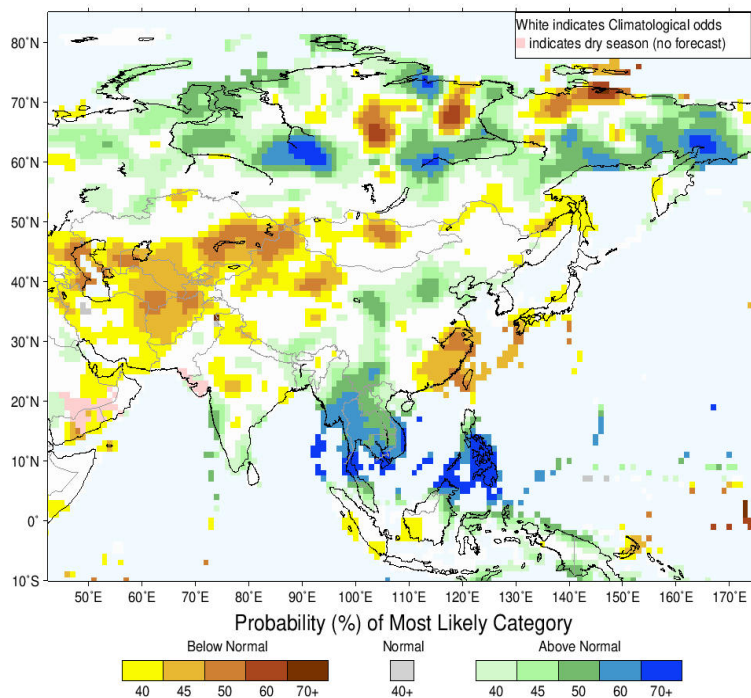 White indicates Climatological odds
indicates dry season (no forecast)
80˚N
70˚N
60˚N
50˚N
40˚N
30˚N
20˚N
10˚N
0˚
10˚S
50˚E 60˚E 70˚E 80˚E 90˚E 100˚E 110˚E 120˚E 130˚E 140˚E 150˚E 160˚E 170˚E
Probability (%) of Most Likely Category
Below Normal Normal Above Normal
40 45 50 60 70+ 40+ 40 45 50 60 70+